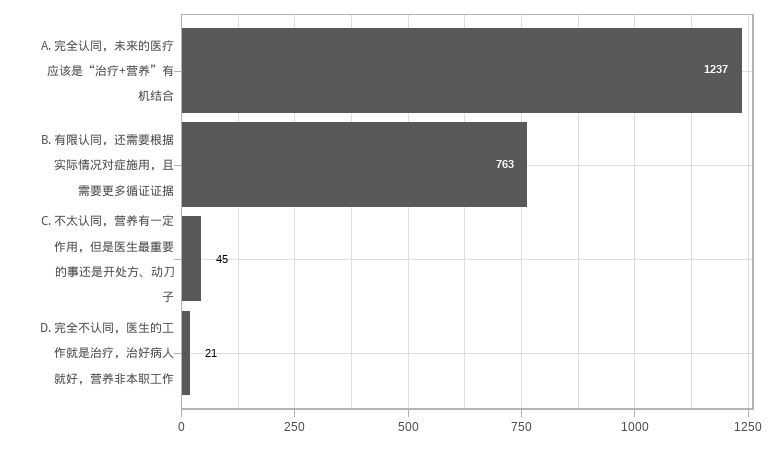 A. 完全认同，未来的医疗
应该是“治疗+营养”有
机结合
1237
B. 有限认同，还需要根据
实际情况对症施用，且
需要更多循证证据
763
C. 不太认同，营养有一定
作用，但是医生最重要
的事还是开处方、动刀
子
45
D. 完全不认同，医生的工
作就是治疗，治好病人
就好，营养非本职工作
21
0 250 500 750 1000 1250